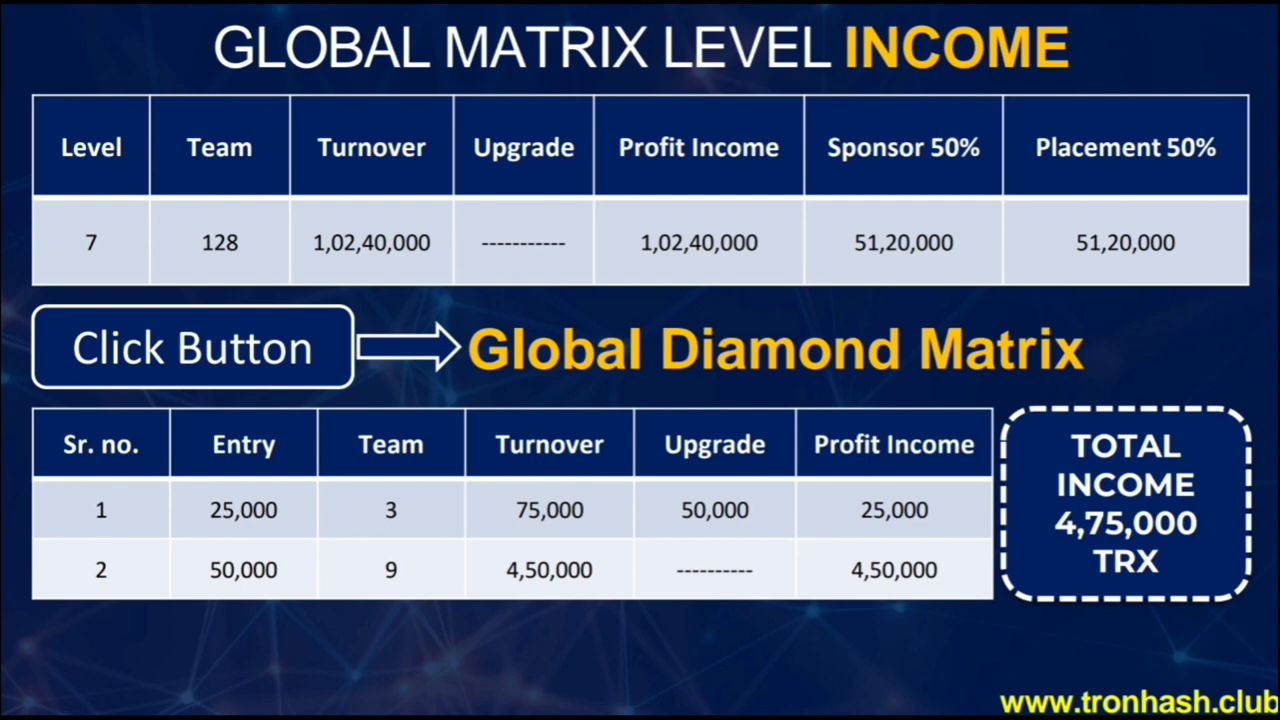 GLOBAL MATRIX LEVEL INCOME
Level Team Turnover Upgrade Profit Income Sponsor 50% Placement 50%
7 128 1,02,40,000 ----------- 1,02,40,000 51,20,000 51,20,000
Click Button Global Diamond Matrix
Sr. no. Entry Team Turnover Upgrade Profit Income
1 25,000 3 75,000 50,000 25,000
2 50,000 9 4,50,000 ---------- 4,50,000
TOTAL
INCOME
4,75,000
TRX
www.tronhash.club